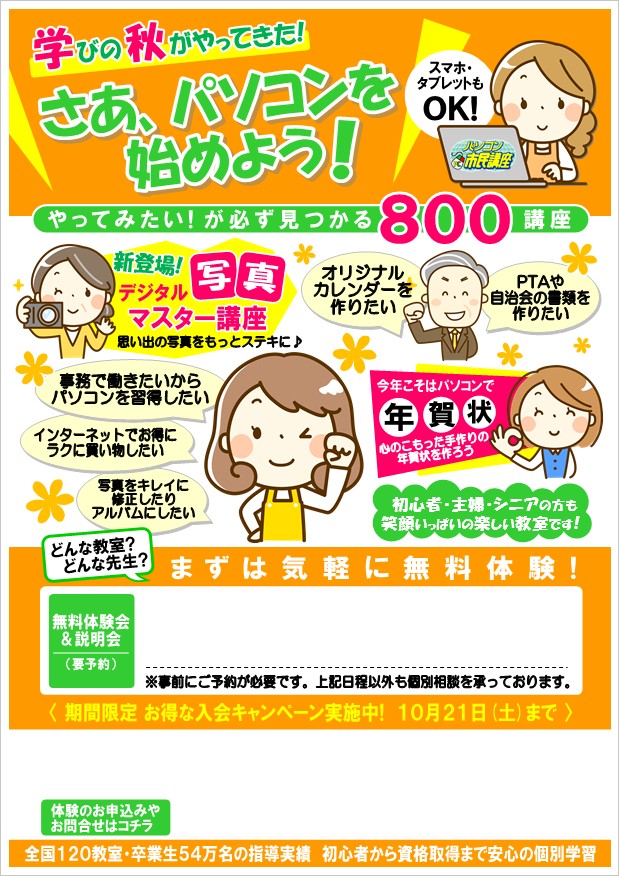 学びの秋がやってきた!
さあ、パソコンを
始めよう!
スマホ・
タブレットも
OK!
パソコン
市民講座
やってみたい!が必ず見つかる800講座
新登場!
デジタル写真
マスター講座
思い出の写真をもっとステキに♪
オリジナル
カレンダーを
作りたい
PTAや
自治会の書類を
作りたい
事務で働きたいから
パソコンを習得したい
インターネットでお得に
ラクに買い物したい
写真をキレイに
修正したり
アルバムにしたい
今年こそはパソコンで
年賀状
心のこもった手作りの
年賀状を作ろう
初心者・主婦・シニアの方も
笑顔いっぱいの楽しい教室です!
どんな教室?
どんな先生?
まずは気軽に無料体験!
無料体験会
&説明会
(要予約)
※事前にご予約が必要です。上記日程以外も個別相談を承っております。
〈 期間限定 お得な入会キャンペーン実施中! 10月21日(土)まで 〉
体験のお申込みや
お問合せはコチラ
全国120教室・卒業生54万名の指導実績 初心者から資格取得まで安心の個別学習